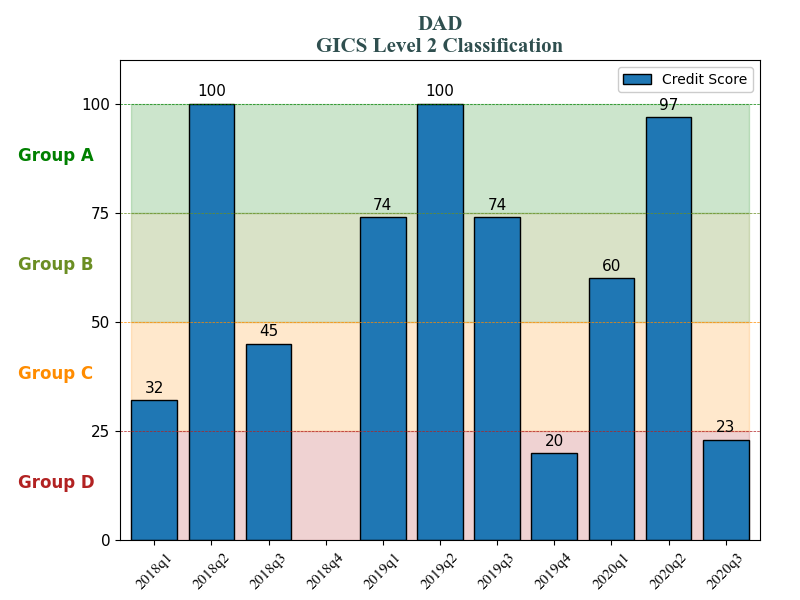 DAD
GICS Level 2 Classification
Credit Score
100
75
50
25
0
Group A
Group B
Group C
Group D
32
100
45
74
100
74
20
60
97
23
2018q1
2018q2
2018q3
2018q4
2019q1
2019q2
2019q3
2019q4
2020q1
2020q2
2020q3